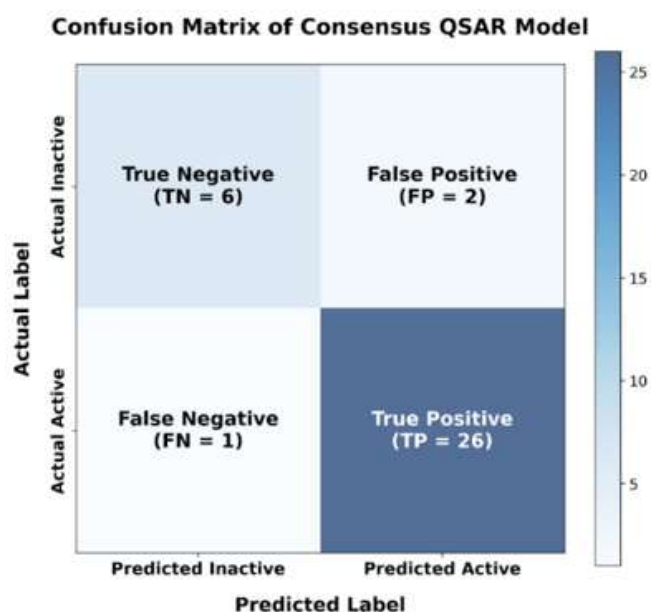 Confusion Matrix of Consensus QSAR Model
True Negative
(TN = 6)
False Positive
(FP = 2)
False Negative
(FN = 1)
True Positive
(TP = 26)
Actual Label
Actual Inactive
Actual Active
Predicted Inactive
Predicted Active
Predicted Label
25
20
15
10
5